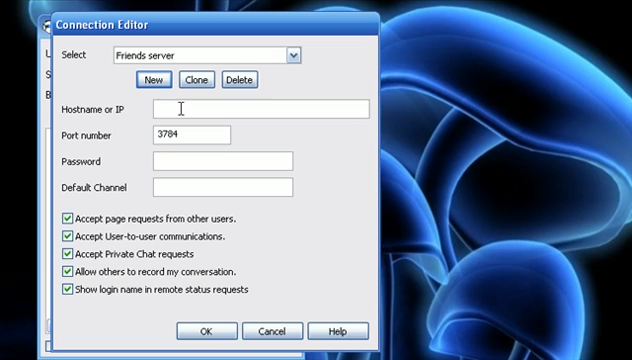 Connection Editor
Select Friends server
New Clone Delete
Hostname or IP
Port number 3784
Password
Default Channel
Accept page requests from other users.
Accept User-to-user communications.
Accept Private Chat requests
Allow others to record my conversation.
Show login name in remote status requests
OK Cancel Help
U
S
B